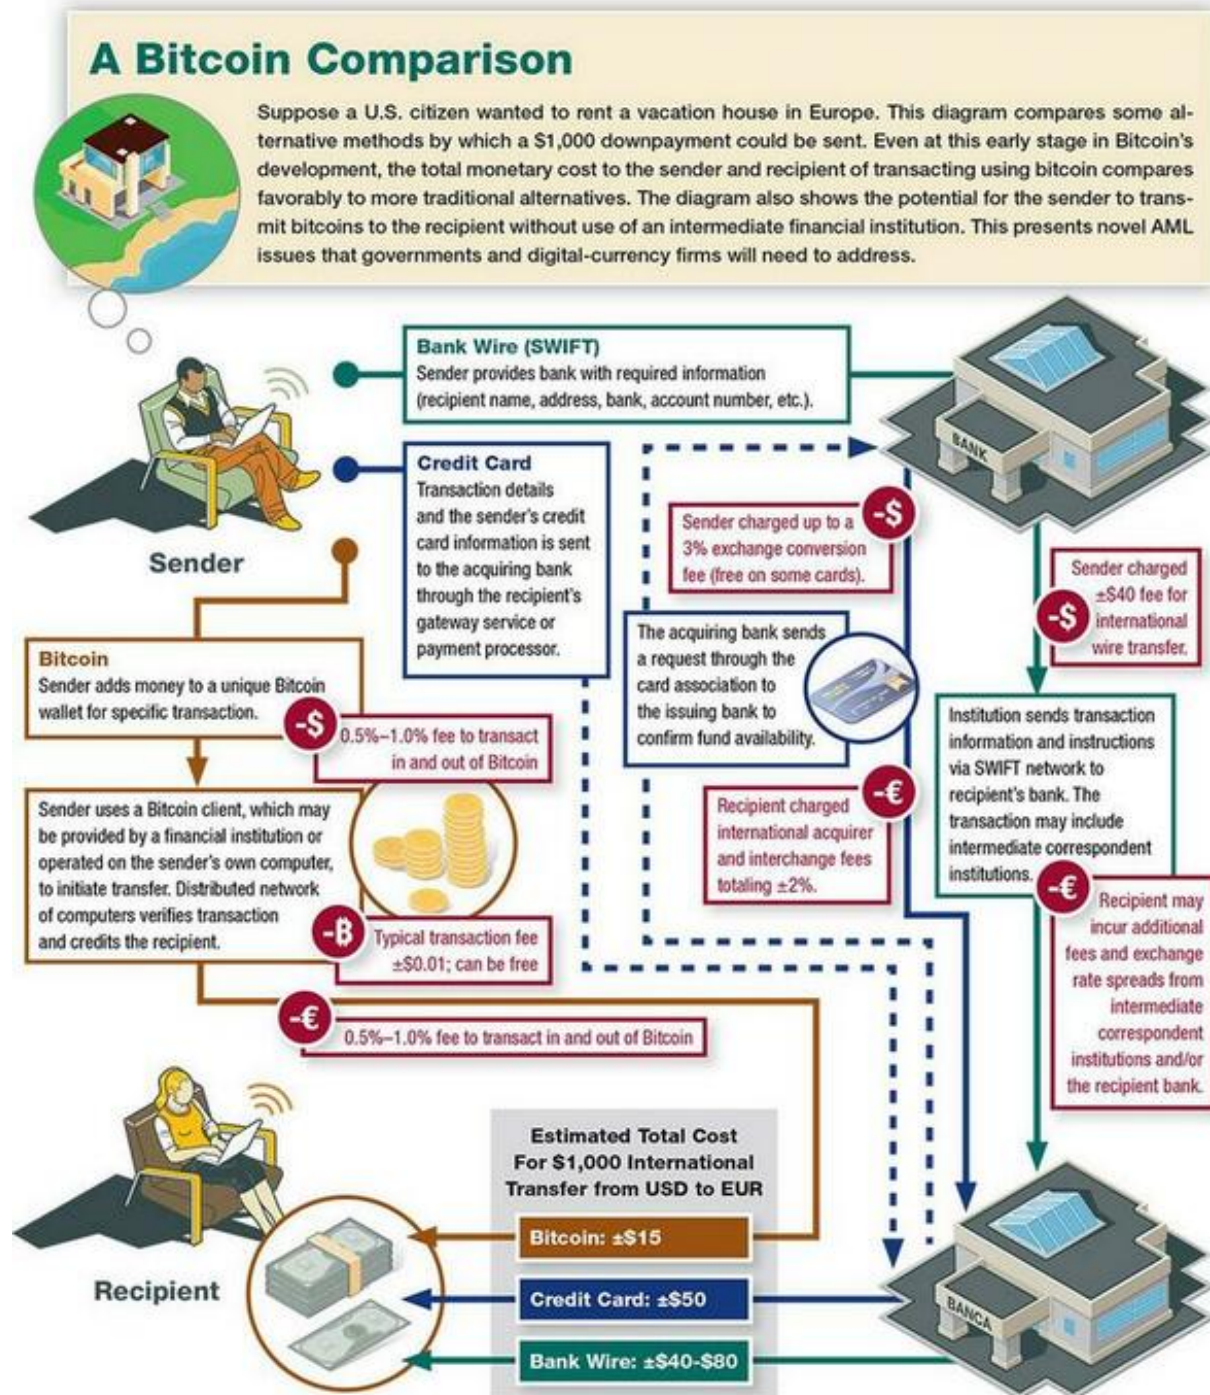 A Bitcoin Comparison
Suppose a U.S. citizen wanted to rent a vacation house in Europe. This diagram compares some al-
ternative methods by which a $1,000 downpayment could be sent. Even at this early stage in Bitcoin's
development, the total monetary cost to the sender and recipient of transacting using bitcoin compares
favorably to more traditional alternatives. The diagram also shows the potential for the sender to trans-
mit bitcoins to the recipient without use of an intermediate financial institution. This presents novel AML
issues that governments and digital-currency firms will need to address.
Bank Wire (SWIFT)
Sender provides bank with required information
(recipient name, address, bank, account number, etc.).
BANK
Sender
Credit Card
Transaction details
and the sender's credit
card information is sent
to the acquiring bank
through the recipient's
gateway service or
payment processor.
-$
Sender charged up to a
3% exchange conversion
fee (free on some cards).
-$
Sender charged
±$40 fee for
international
wire transfer.
The acquiring bank sends
a request through the
card association to
the issuing bank to
confirm fund availability.
Bitcoin
Sender adds money to a unique Bitcoin
wallet for specific transaction.
-$
0.5%–1.0% fee to transact
in and out of Bitcoin
Institution sends transaction
information and instructions
via SWIFT network to
recipient's bank. The
transaction may include
intermediate correspondent
institutions.
-€
Recipient charged
international acquirer
and interchange fees
totaling ±2%.
Sender uses a Bitcoin client, which may
be provided by a financial institution or
operated on the sender's own computer,
to initiate transfer. Distributed network
of computers verifies transaction
and credits the recipient.
-₿
Typical transaction fee
±$0.01; can be free
-€
Recipient may
incur additional
fees and exchange
rate spreads from
intermediate
correspondent
institutions and/or
the recipient bank.
-€
0.5%–1.0% fee to transact in and out of Bitcoin
Recipient
Estimated Total Cost
For $1,000 International
Transfer from USD to EUR
Bitcoin: ±$15
Credit Card: ±$50
Bank Wire: ±$40-$80
BANCA